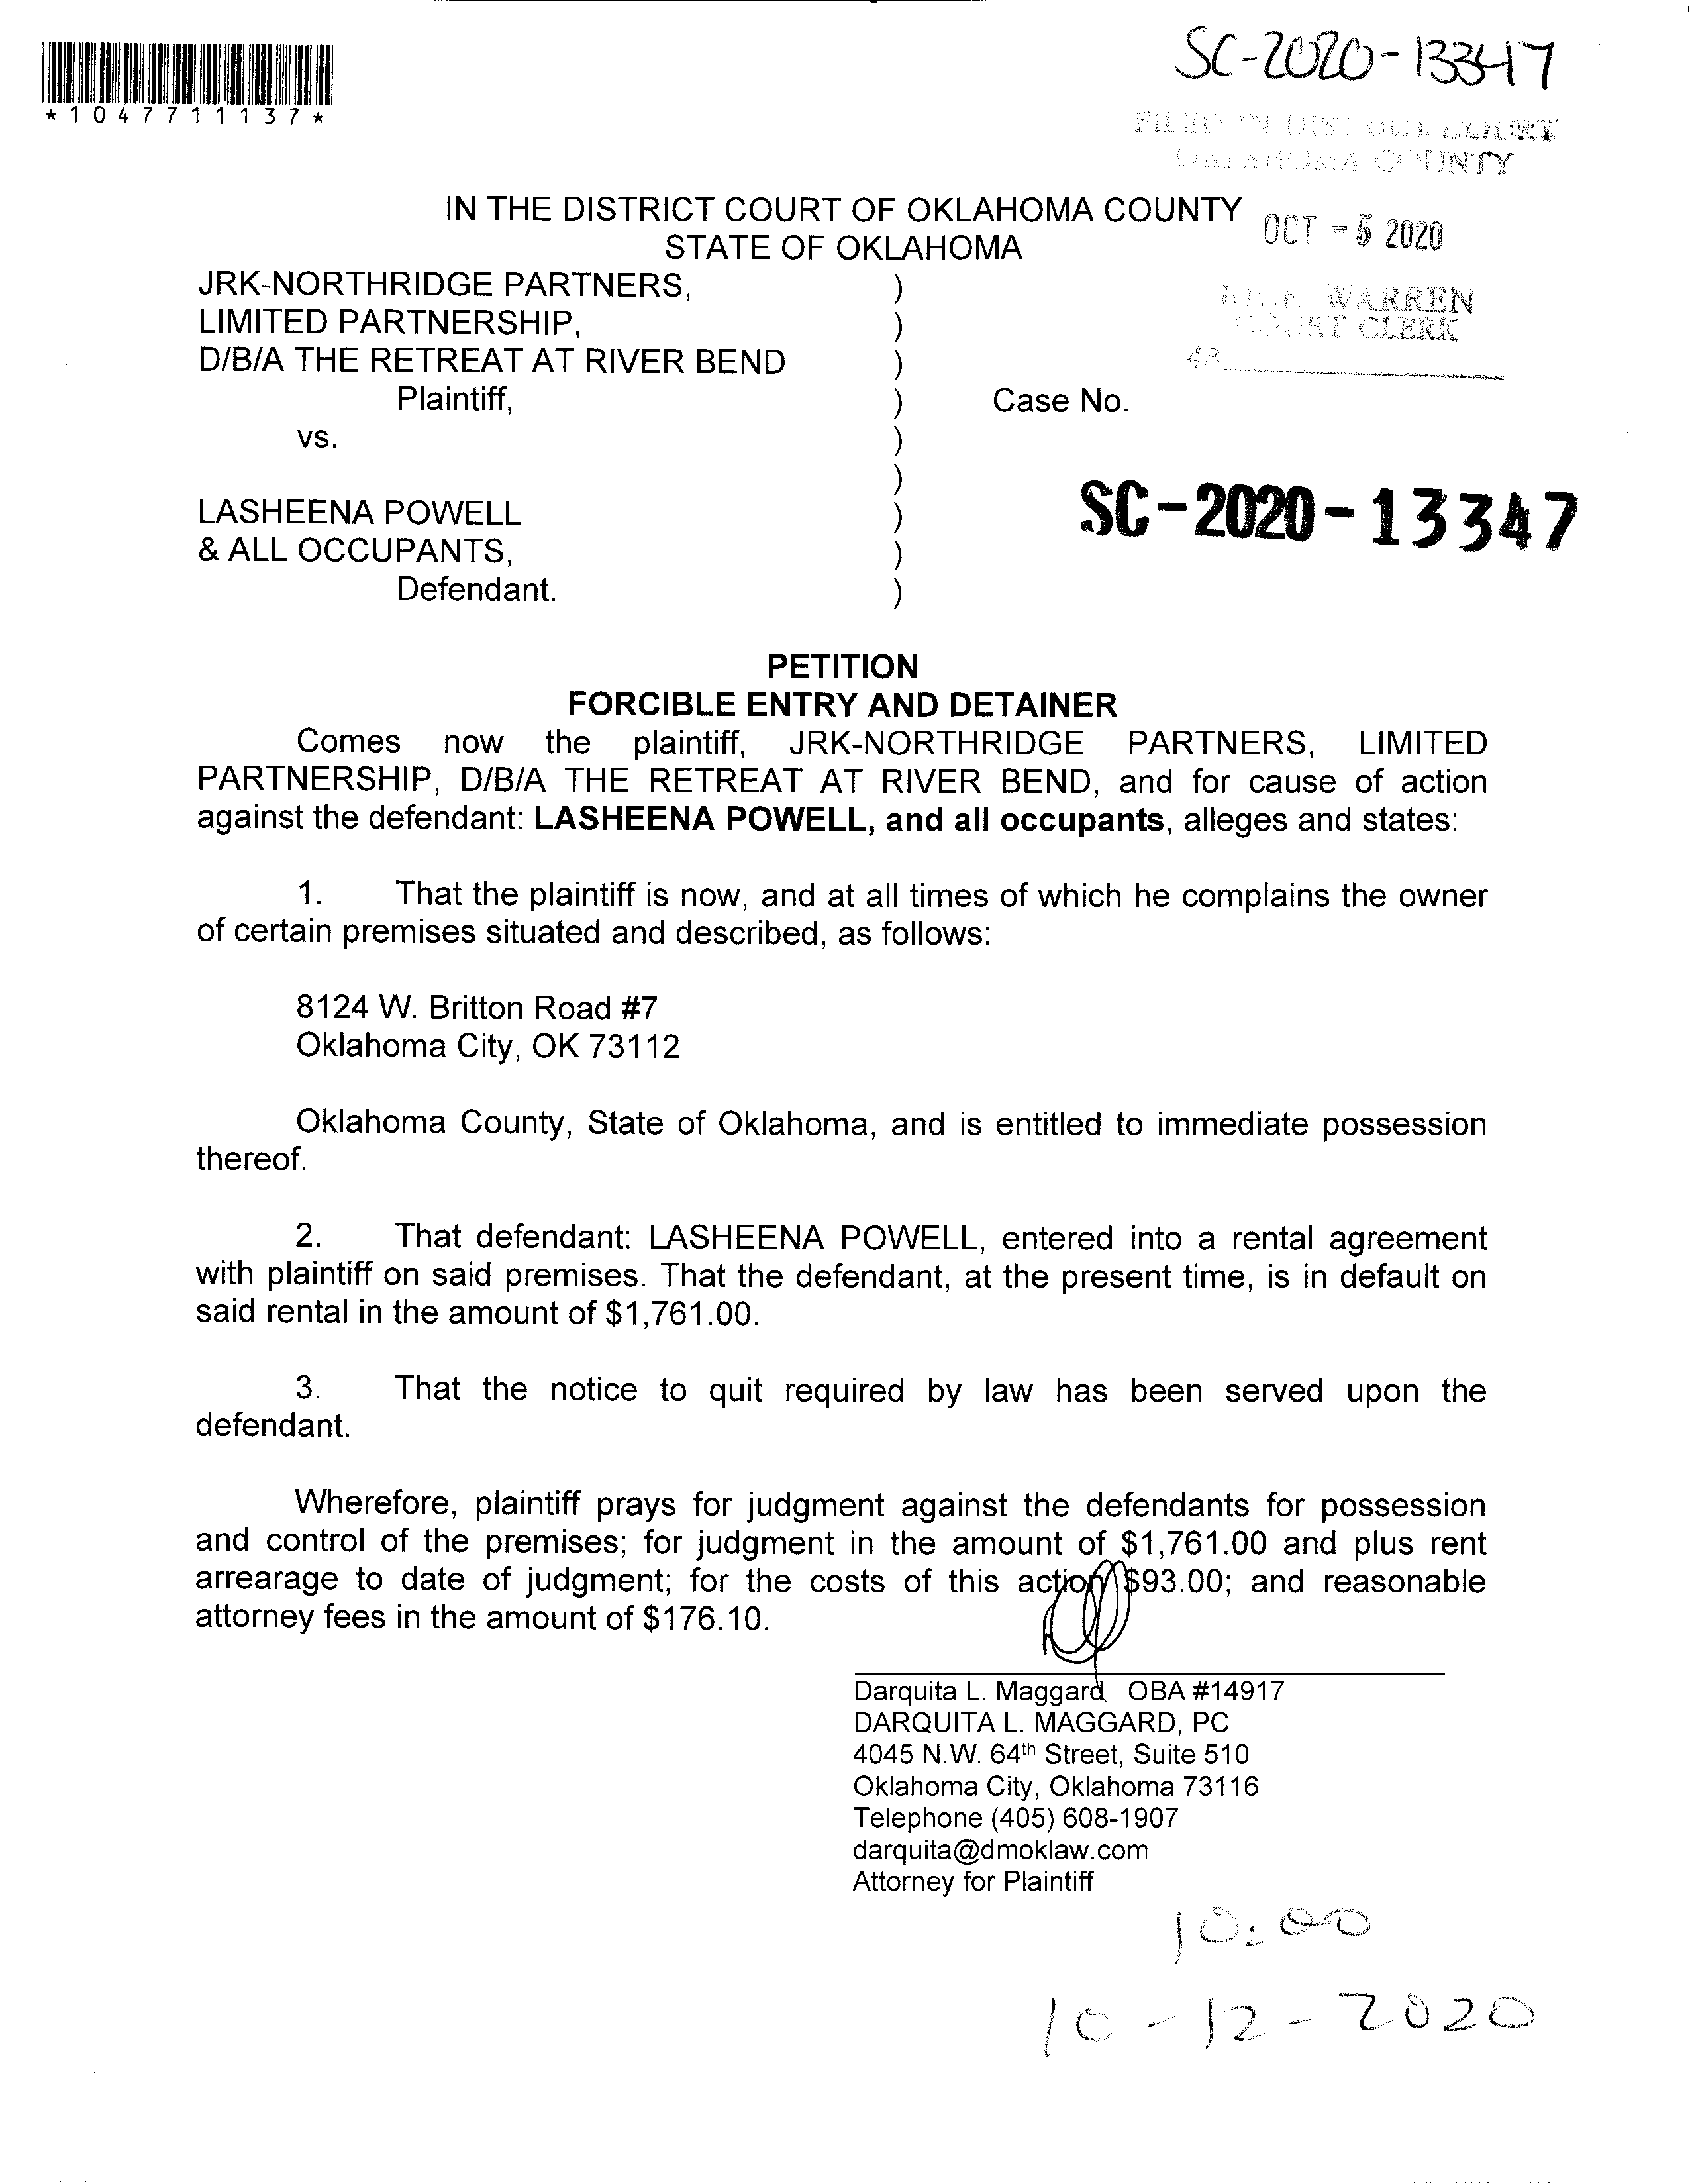 SC-2020-13347
*1047711137*
FILED IN DISTRICT COURT
OKLAHOMA COUNTY
IN THE DISTRICT COURT OF OKLAHOMA COUNTY
OCT - 5 2020
STATE OF OKLAHOMA
JRK-NORTHRIDGE PARTNERS, )
LIMITED PARTNERSHIP, )
WARREN
COURT CLERK
D/B/A THE RETREAT AT RIVER BEND )
Plaintiff, ) Case No.
vs. )
)
LASHEENA POWELL ) SC-2020-13347
& ALL OCCUPANTS, )
Defendant. )
PETITION
FORCIBLE ENTRY AND DETAINER
Comes now the plaintiff, JRK-NORTHRIDGE PARTNERS, LIMITED
PARTNERSHIP, D/B/A THE RETREAT AT RIVER BEND, and for cause of action
against the defendant: LASHEENA POWELL, and all occupants, alleges and states:
1. That the plaintiff is now, and at all times of which he complains the owner
of certain premises situated and described, as follows:
8124 W. Britton Road #7
Oklahoma City, OK 73112
Oklahoma County, State of Oklahoma, and is entitled to immediate possession
thereof.
2. That defendant: LASHEENA POWELL, entered into a rental agreement
with plaintiff on said premises. That the defendant, at the present time, is in default on
said rental in the amount of $1,761.00.
3. That the notice to quit required by law has been served upon the
defendant.
Wherefore, plaintiff prays for judgment against the defendants for possession
and control of the premises; for judgment in the amount of $1,761.00 and plus rent
arrearage to date of judgment; for the costs of this action $93.00; and reasonable
attorney fees in the amount of $176.10.
Darquita L. Maggard OBA #14917
DARQUITA L. MAGGARD, PC
4045 N.W. 64th Street, Suite 510
Oklahoma City, Oklahoma 73116
Telephone (405) 608-1907
darquita@dmoklaw.com
Attorney for Plaintiff
10:00
10-12-2020